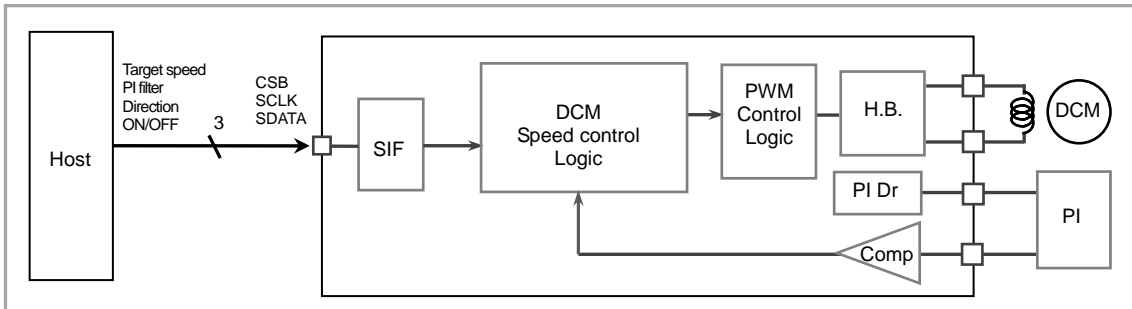 Host
Target speed
PI filter
Direction
ON/OFF
3
CSB
SCLK
SDATA
SIF
DCM
Speed control
Logic
PWM
Control
Logic
H.B.
DCM
PI Dr
PI
Comp